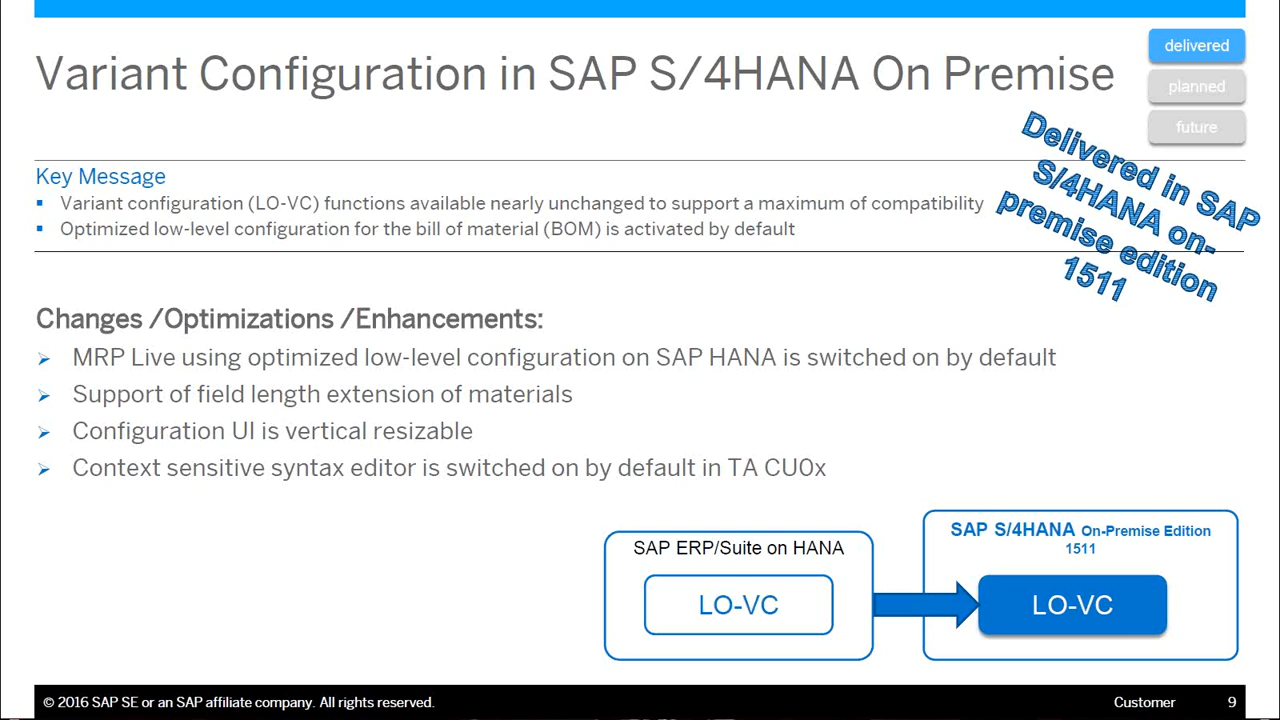 Variant Configuration in SAP S/4HANA On Premise
delivered
planned
future
Delivered in SAP
S/4HANA on-
premise edition
1511
Key Message
Variant configuration (LO-VC) functions available nearly unchanged to support a maximum of compatibility
Optimized low-level configuration for the bill of material (BOM) is activated by default
Changes /Optimizations /Enhancements:
MRP Live using optimized low-level configuration on SAP HANA is switched on by default
Support of field length extension of materials
Configuration UI is vertical resizable
Context sensitive syntax editor is switched on by default in TA CU0x
SAP ERP/Suite on HANA
LO-VC
SAP S/4HANA On-Premise Edition
1511
LO-VC
© 2016 SAP SE or an SAP affiliate company. All rights reserved.
Customer
9